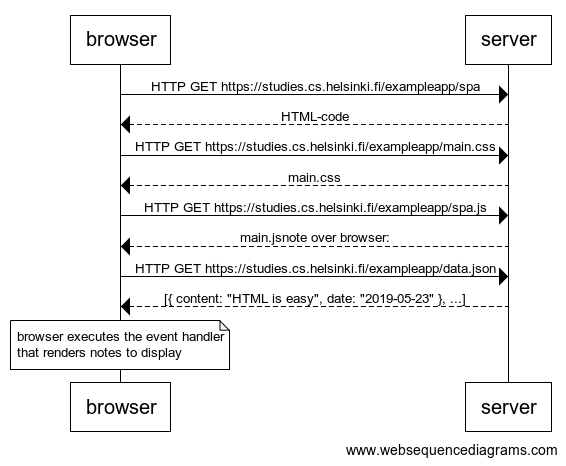 browser
server
HTTP GET https://studies.cs.helsinki.fi/exampleapp/spa
HTML-code
HTTP GET https://studies.cs.helsinki.fi/exampleapp/main.css
main.css
HTTP GET https://studies.cs.helsinki.fi/exampleapp/spa.js
main.jsnote over browser:
HTTP GET https://studies.cs.helsinki.fi/exampleapp/data.json
[{ content: "HTML is easy", date: "2019-05-23" }, ...]
browser executes the event handler
that renders notes to display
browser
server
www.websequencediagrams.com